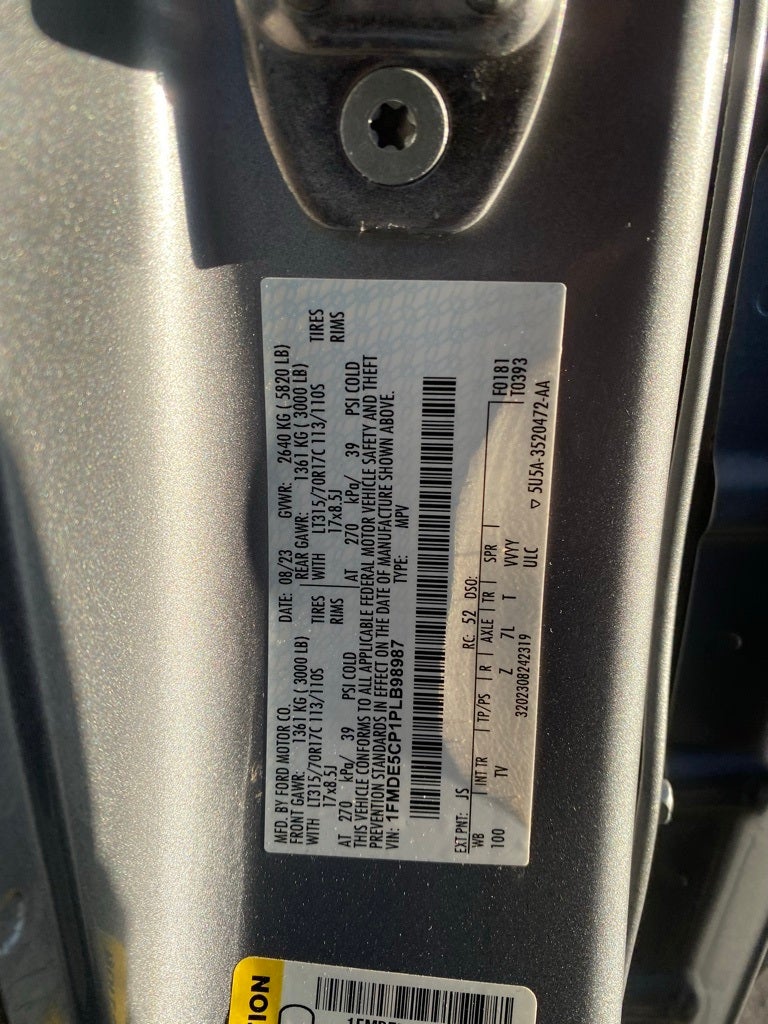 MFD. BY FORD MOTOR CO. DATE: 08/23 GVWR: 2640 KG ( 5820 LB)
FRONT GAWR: 1361 KG ( 3000 LB) REAR GAWR: 1361 KG ( 3000 LB)
WITH LT315/70R17C 113/110S TIRES WITH LT315/70R17C 113/110S TIRES
17x8.5J RIMS 17x8.5J RIMS
AT 270 kPa/ 39 PSI COLD AT 270 kPa/ 39 PSI COLD
THIS VEHICLE CONFORMS TO ALL APPLICABLE FEDERAL MOTOR VEHICLE SAFETY AND THEFT
PREVENTION STANDARDS IN EFFECT ON THE DATE OF MANUFACTURE SHOWN ABOVE.
VIN: 1FMDE5CP1PLB98987 TYPE: MPV
EXT PNT: JS RC: 52 DSO: F0181
WB INT TR TP/PS R AXLE TR SPR T0393
100 TV Z 7L T VVYY
3202308242319 ULC ▽ 5U5A-3520472-AA